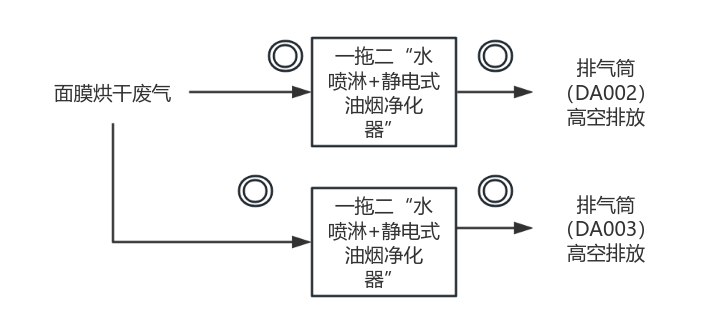 面膜烘干废气
一拖二“水
喷淋+静电式
油烟净化
器”
排气筒
（DA002）
高空排放
一拖二“水
喷淋+静电式
油烟净化
器”
排气筒
（DA003）
高空排放